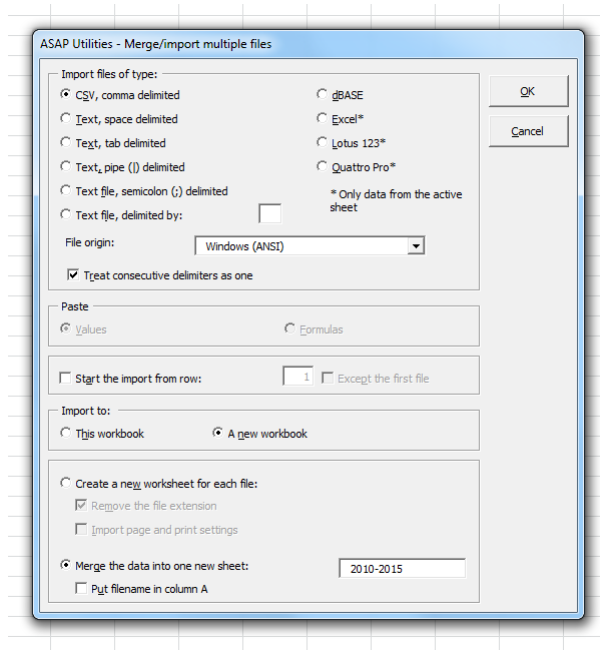 ASAP Utilities - Merge/import multiple files
Import files of type:
CSV, comma delimited
dBASE
OK
Text, space delimited
Excel*
Cancel
Text, tab delimited
Lotus 123*
Text, pipe (|) delimited
Quattro Pro*
Text file, semicolon (;) delimited
* Only data from the active
sheet
Text file, delimited by:
File origin:
Windows (ANSI)
Treat consecutive delimiters as one
Paste
Values
Formulas
Start the import from row:
1
Except the first file
Import to:
This workbook
A new workbook
Create a new worksheet for each file:
Remove the file extension
Import page and print settings
Merge the data into one new sheet:
2010-2015
Put filename in column A